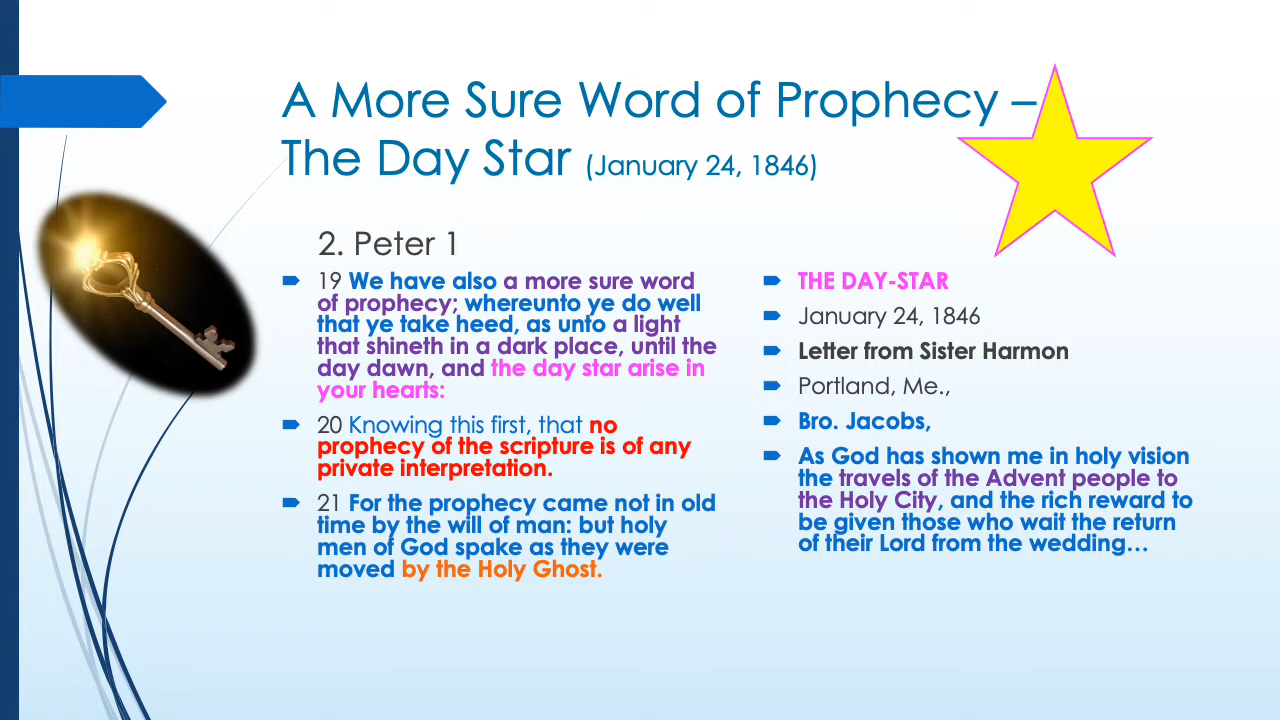 A More Sure Word of Prophecy –
The Day Star (January 24, 1846)
2. Peter 1
19 We have also a more sure word
of prophecy; whereunto ye do well
that ye take heed, as unto a light
that shineth in a dark place, until the
day dawn, and the day star arise in
your hearts:
20 Knowing this first, that no
prophecy of the scripture is of any
private interpretation.
21 For the prophecy came not in old
time by the will of man: but holy
men of God spake as they were
moved by the Holy Ghost.
THE DAY-STAR
January 24, 1846
Letter from Sister Harmon
Portland, Me.,
Bro. Jacobs,
As God has shown me in holy vision
the travels of the Advent people to
the Holy City, and the rich reward to
be given those who wait the return
of their Lord from the wedding…